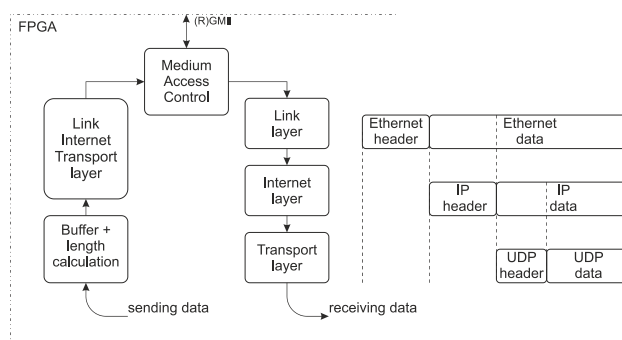 FPGA
(R)GMII
Medium
Access
Control
Link
Internet
Transport
layer
Buffer +
length
calculation
sending data
Link
layer
Internet
layer
Transport
layer
receiving data
Ethernet
header
Ethernet
data
IP
header
IP
data
UDP
header
UDP
data